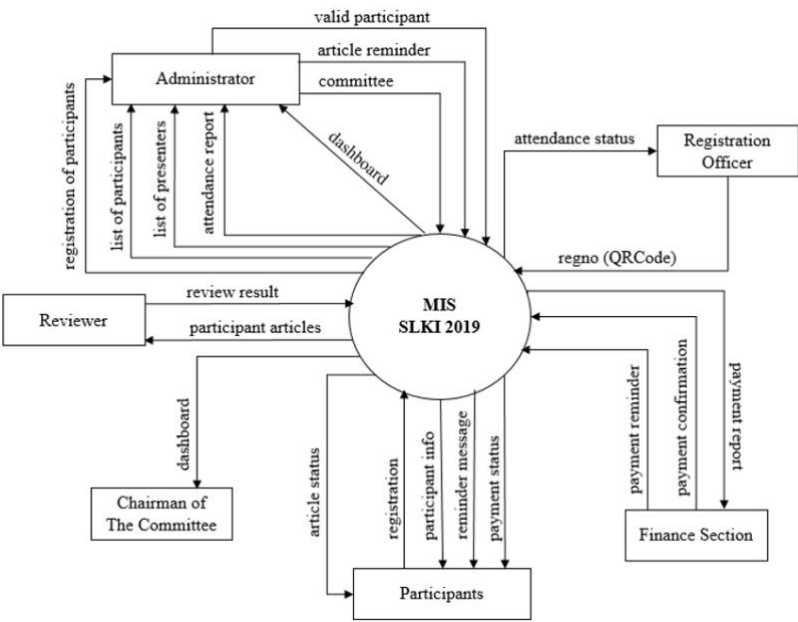 valid participant
article reminder
committee
Administrator
registration of participants
list of participants
list of presenters
attendance report
dashboard
attendance status
Registration
Officer
regno (QRCode)
MIS
SLKI 2019
review result
Reviewer
participant articles
dashboard
Chairman of
The Committee
article status
registration
participant info
reminder message
payment status
Participants
payment reminder
payment confirmation
payment report
Finance Section